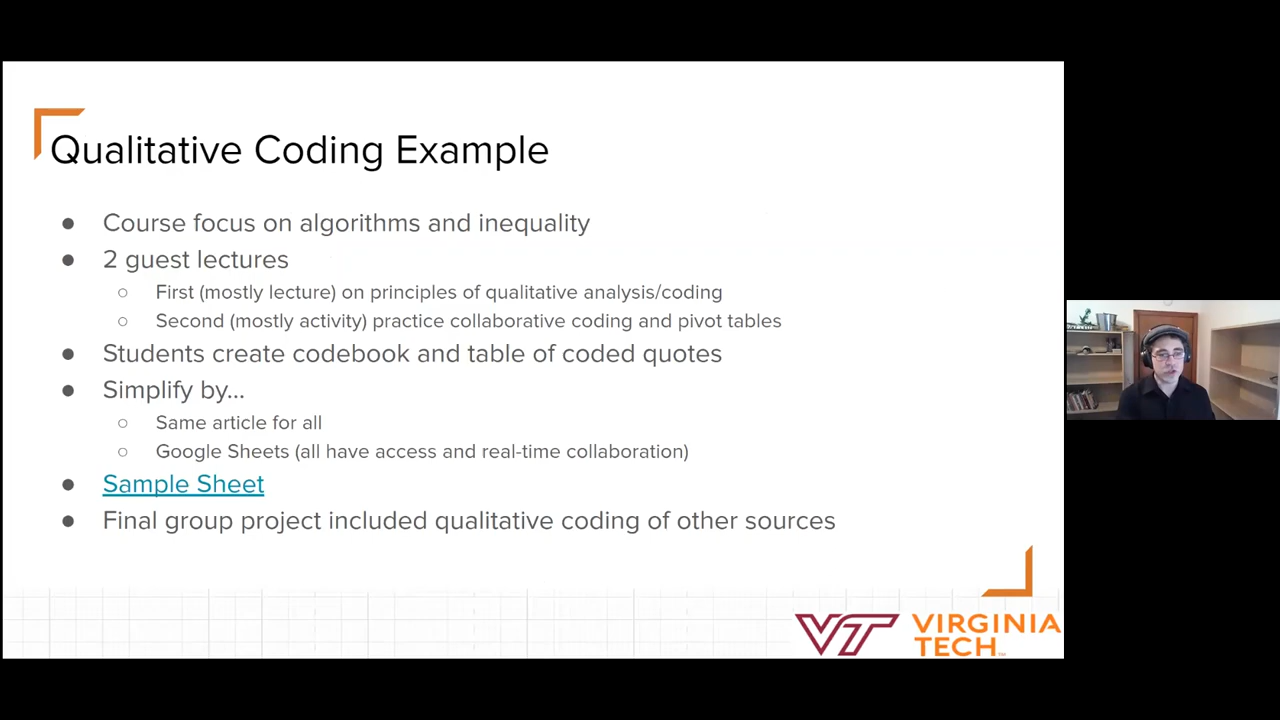 Qualitative Coding Example
● Course focus on algorithms and inequality
● 2 guest lectures
○ First (mostly lecture) on principles of qualitative analysis/coding
○ Second (mostly activity) practice collaborative coding and pivot tables
● Students create codebook and table of coded quotes
● Simplify by...
○ Same article for all
○ Google Sheets (all have access and real-time collaboration)
● Sample Sheet
● Final group project included qualitative coding of other sources
VT VIRGINIA
TECH™